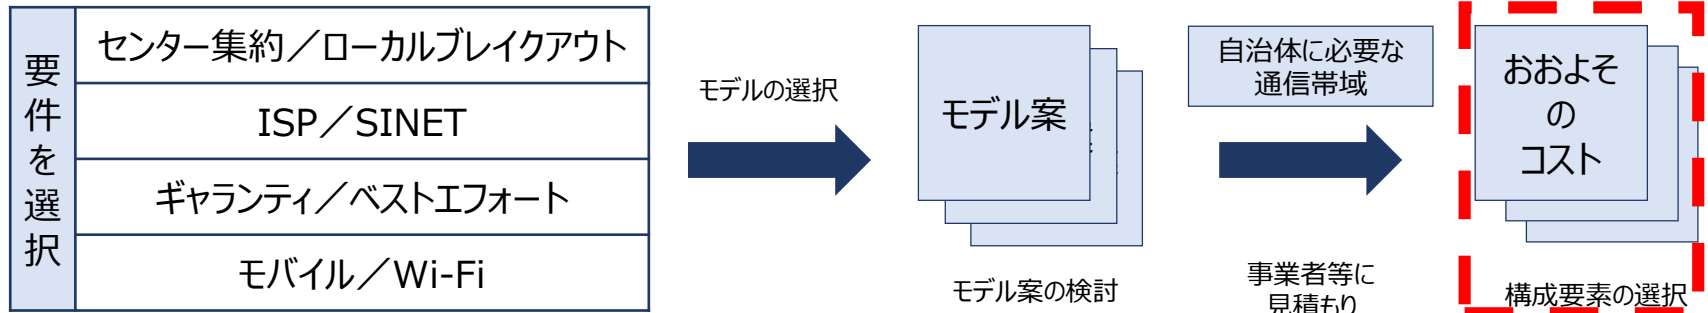 要件を選択
センター集約／ローカルブレイクアウト
ISP／SINET
ギャランティ／ベストエフォート
モバイル／Wi-Fi
モデルの選択
モデル案
モデル案の検討
自治体に必要な
通信帯域
事業者等に
見積もり
おおよそ
の
コスト
構成要素の選択